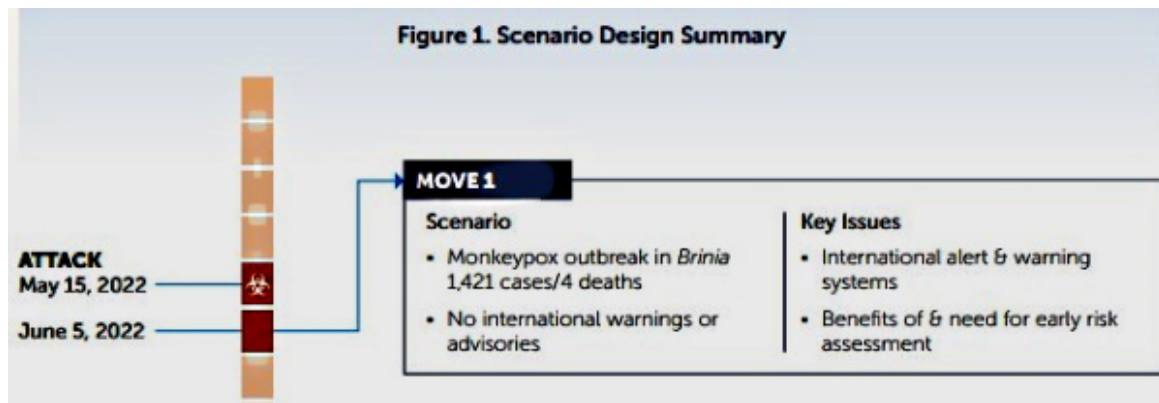 Figure 1. Scenario Design Summary
ATTACK
May 15, 2022
June 5, 2022
MOVE 1
Scenario
• Monkeypox outbreak in Brinia
1,421 cases/4 deaths
• No international warnings or
advisories
Key Issues
• International alert & warning
systems
• Benefits of & need for early risk
assessment